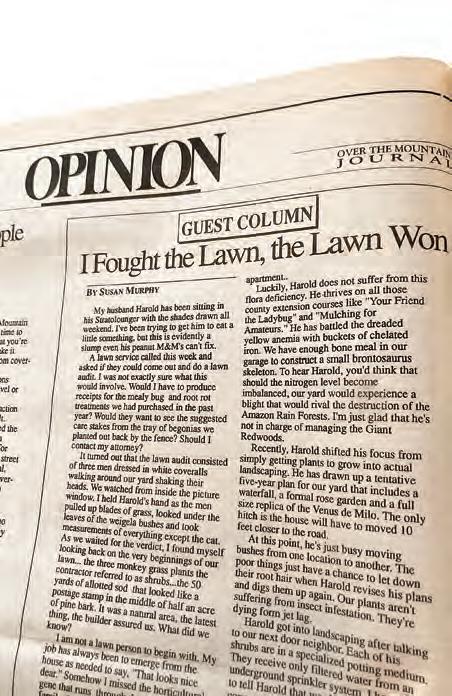 OPINION
OVER THE MOUNTAIN
JOURNAL
GUEST COLUMN
I Fought the Lawn, the Lawn Won
BY SUSAN MURPHY
My husband Harold has been sitting in
his Stratolounger with the shades drawn all
weekend. I've been trying to get him to eat a
little something, but this is evidently a
slump even his peanut M&M's can't fix.
A lawn service called this week and
asked if they could come out and do a lawn
audit. I was not exactly sure what this
would involve. Would I have to produce
receipts for the mealy bug and root rot
treatments we had purchased in the past
year? Would they want to see the suggested
care stakes from the tray of begonias we
planted out back by the fence? Should I
contact my attorney?
It turned out that the lawn audit consisted
of three men dressed in white coveralls
walking around our yard shaking their
heads. We watched from inside the picture
window. I held Harold's hand as the men
pulled up blades of grass, looked under the
leaves of the weigela bushes and took
measurements of everything except the cat.
As we waited for the verdict, I found myself
looking back on the very beginnings of our
lawn... the three monkey grass plants the
contractor referred to as shrubs...the 50
yards of allotted sod that looked like a
postage stamp in the middle of half an acre
of pine bark. It was a natural area, the latest
thing, the builder assured us. What did we
know?
I am not a lawn person to begin with. My
job has always been to emerge from the
house as needed to say, "That looks nice
dear." Somehow I missed the horticultural
gene that runs through
apartment..
Luckily, Harold does not suffer from this
flora deficiency. He thrives on all those
county extension courses like "Your Friend
the Ladybug" and "Mulching for
Amateurs." He has battled the dreaded
yellow anemia with buckets of chelated
iron. We have enough bone meal in our
garage to construct a small brontosaurus
skeleton. To hear Harold, you'd think that
should the nitrogen level become
imbalanced, our yard would experience a
blight that would rival the destruction of the
Amazon Rain Forests. I'm just glad that he's
not in charge of managing the Giant
Redwoods.
Recently, Harold shifted his focus from
simply getting plants to grow into actual
landscaping. He has drawn up a tentative
five-year plan for our yard that includes a
waterfall, a formal rose garden and a full
size replica of the Venus de Milo. The only
hitch is the house will have to moved 10
feet closer to the road.
At this point, he's just busy moving
bushes from one location to another. The
poor things just have a chance to let down
their root hair when Harold revises his plans
and digs them up again. Our plants aren't
suffering from insect infestation. They're
dying form jet lag.
Harold got into landscaping after talking
to our next door neighbor. Each of his
shrubs are in a specialized potting medium.
They receive only filtered water from an
underground sprinkler system
to tell Harold that